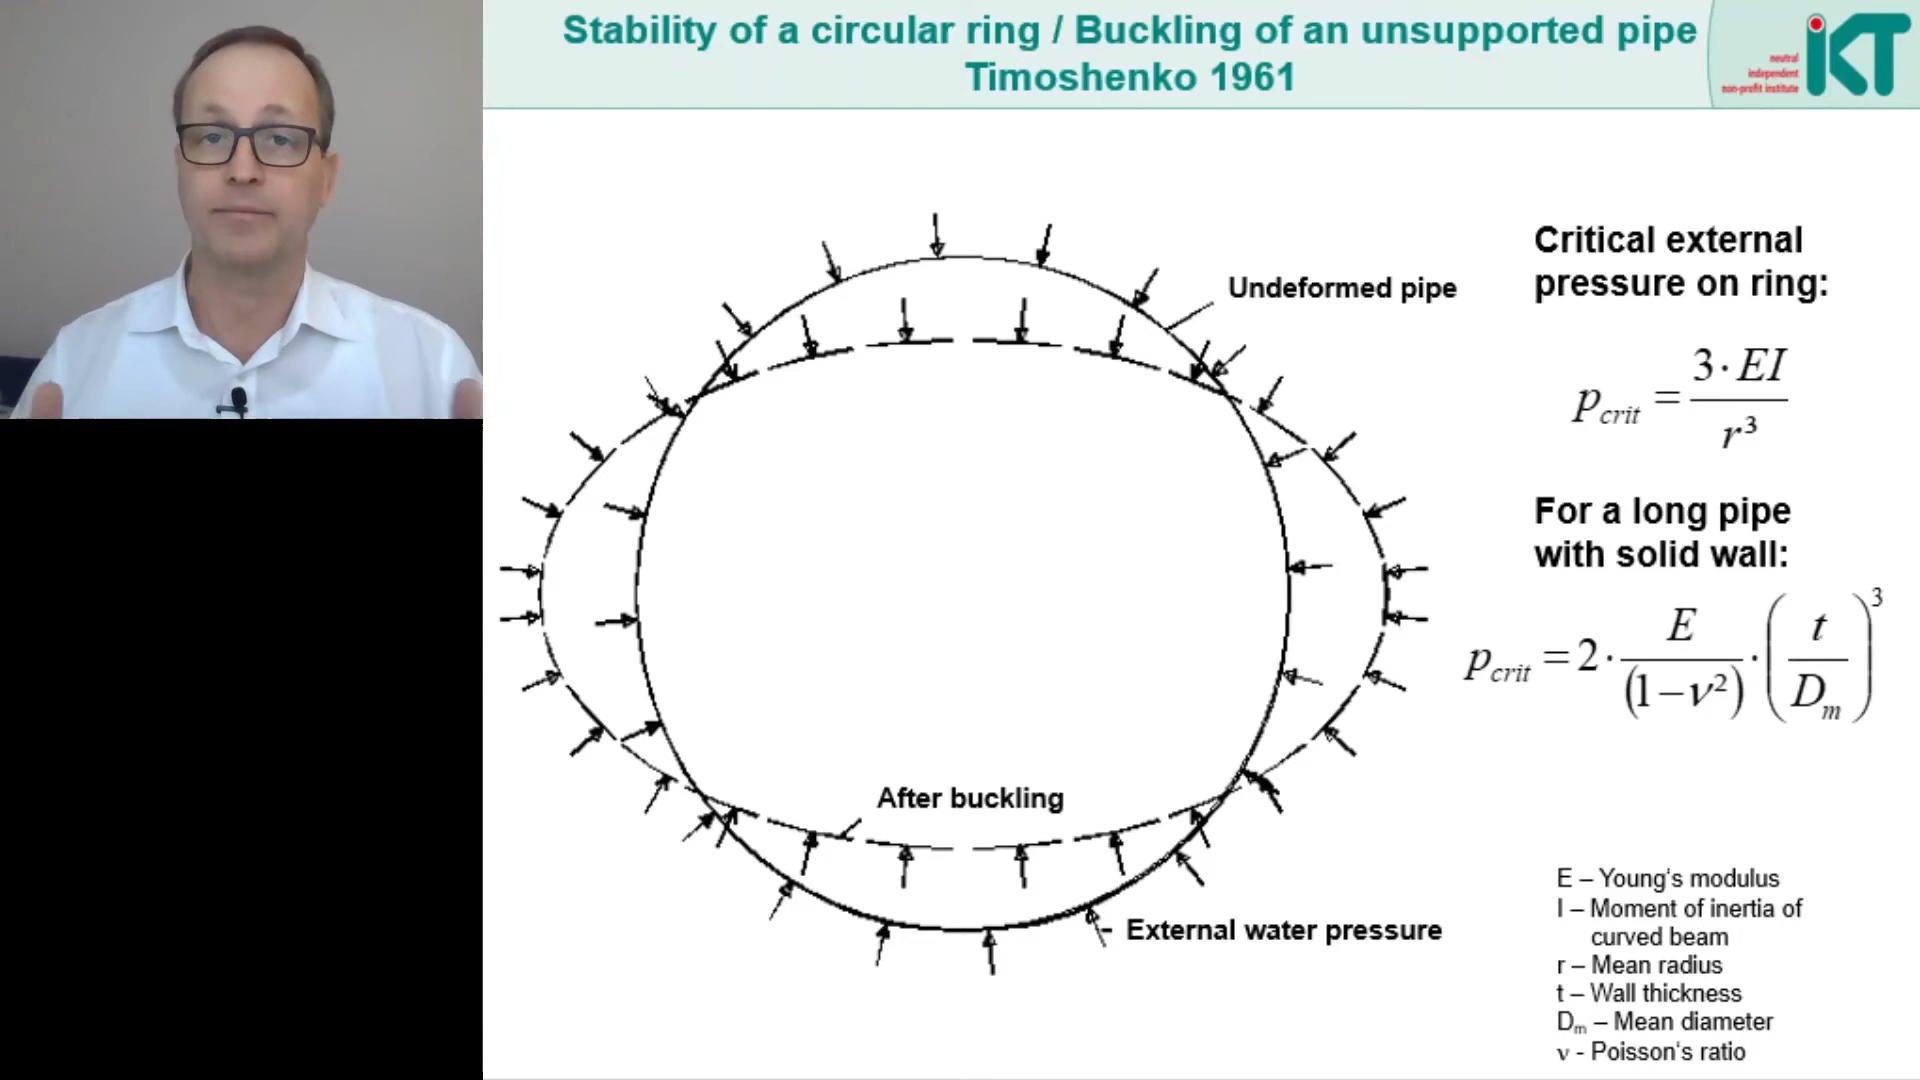 Stability of a circular ring / Buckling of an unsupported pipe
Timoshenko 1961
neutral
independent
non-profit institute
iKT
Undeformed pipe
After buckling
External water pressure
Critical external
pressure on ring:
p_crit = 3·EI / r³
For a long pipe
with solid wall:
p_crit = 2 · E / (1−ν²) · (t / D_m)³
E – Young's modulus
I – Moment of inertia of
curved beam
r – Mean radius
t – Wall thickness
Dₘ – Mean diameter
ν - Poisson's ratio